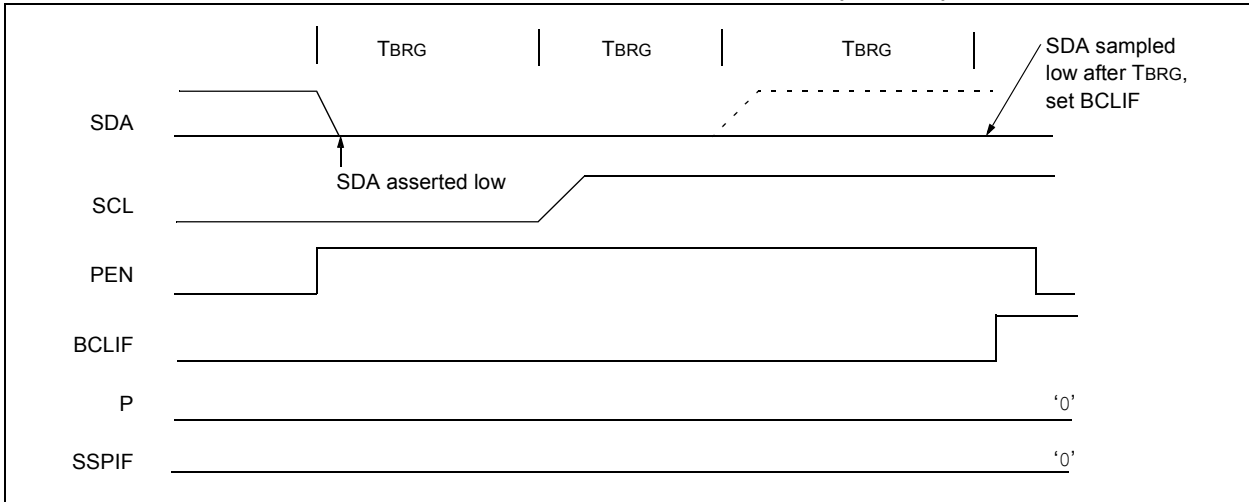 TBRG TBRG TBRG
SDA sampled
low after TBRG,
set BCLIF
SDA
SDA asserted low
SCL
PEN
BCLIF
P
‘0’
SSPIF
‘0’